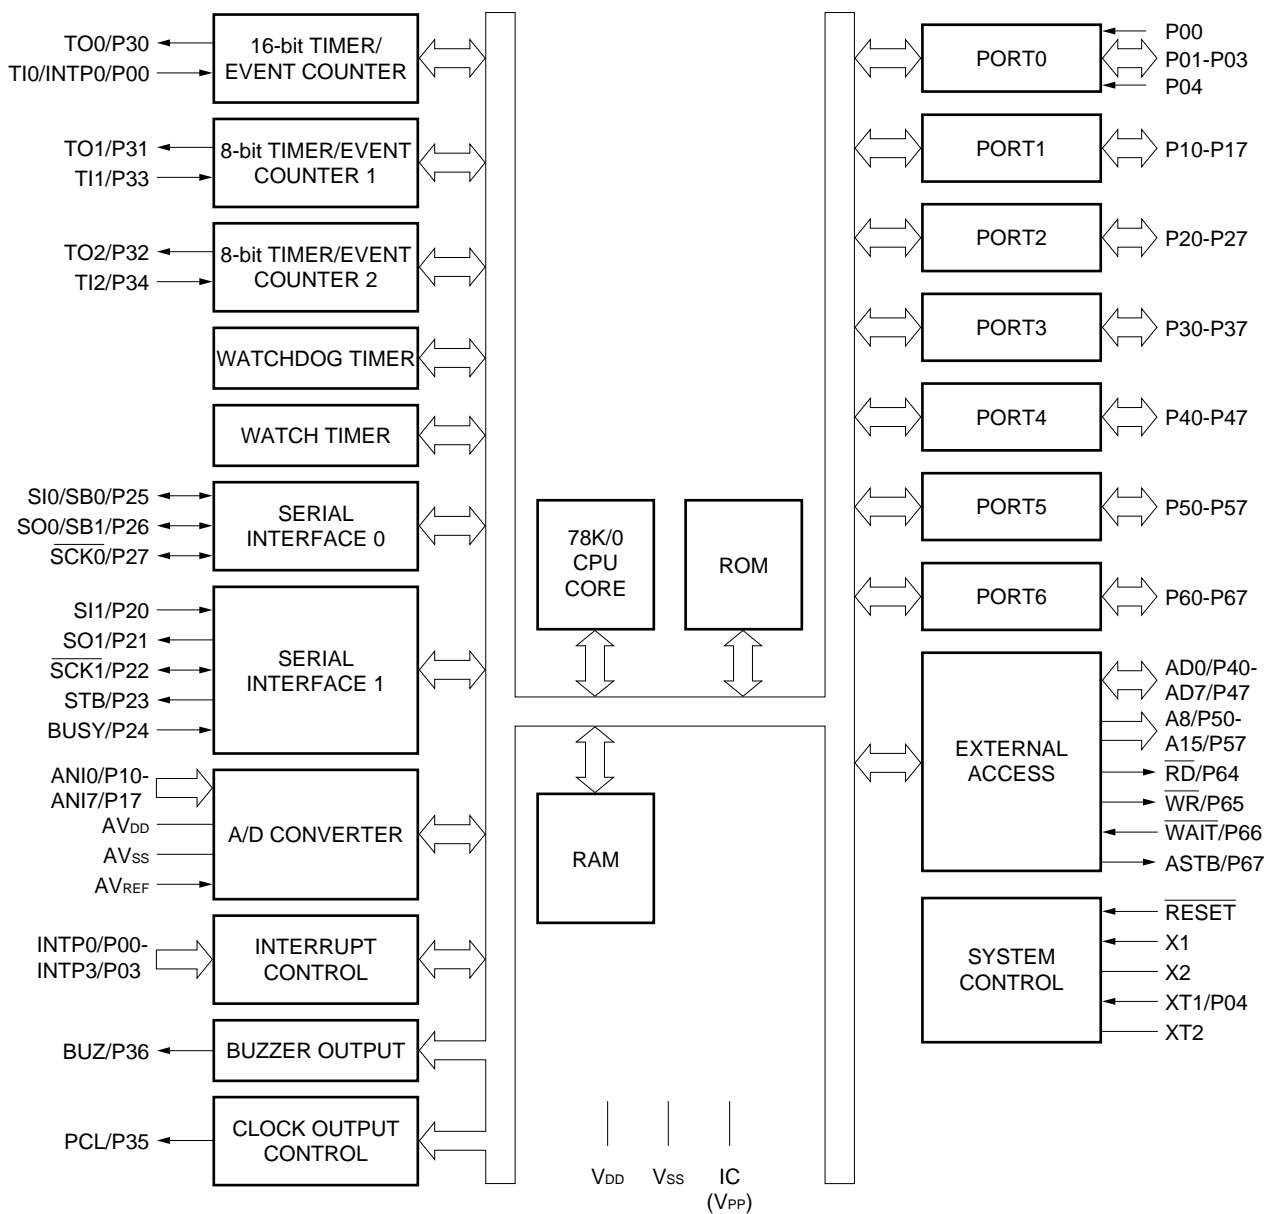 TO0/P30
TI0/INTP0/P00
16-bit TIMER/
EVENT COUNTER
TO1/P31
TI1/P33
8-bit TIMER/EVENT
COUNTER 1
TO2/P32
TI2/P34
8-bit TIMER/EVENT
COUNTER 2
WATCHDOG TIMER
WATCH TIMER
SI0/SB0/P25
SO0/SB1/P26
S̅C̅K̅0̅/P27
SERIAL
INTERFACE 0
SI1/P20
SO1/P21
S̅C̅K̅1̅/P22
STB/P23
BUSY/P24
SERIAL
INTERFACE 1
ANI0/P10-
ANI7/P17
AVDD
AVSS
AVREF
A/D CONVERTER
INTP0/P00-
INTP3/P03
INTERRUPT
CONTROL
BUZ/P36
BUZZER OUTPUT
PCL/P35
CLOCK OUTPUT
CONTROL
78K/0
CPU
CORE
ROM
RAM
VDD
VSS
IC
(VPP)
PORT0
P00
P01-P03
P04
PORT1
P10-P17
PORT2
P20-P27
PORT3
P30-P37
PORT4
P40-P47
PORT5
P50-P57
PORT6
P60-P67
EXTERNAL
ACCESS
AD0/P40-
AD7/P47
A8/P50-
A15/P57
R̅D̅/P64
W̅R̅/P65
W̅A̅I̅T̅/P66
ASTB/P67
SYSTEM
CONTROL
R̅E̅S̅E̅T̅
X1
X2
XT1/P04
XT2